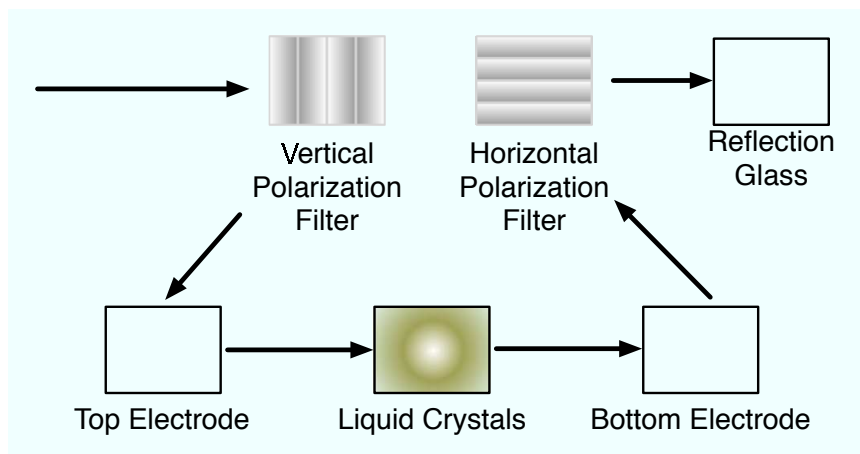 Vertical
Polarization
Filter
Horizontal
Polarization
Filter
Reflection
Glass
Top Electrode
Liquid Crystals
Bottom Electrode